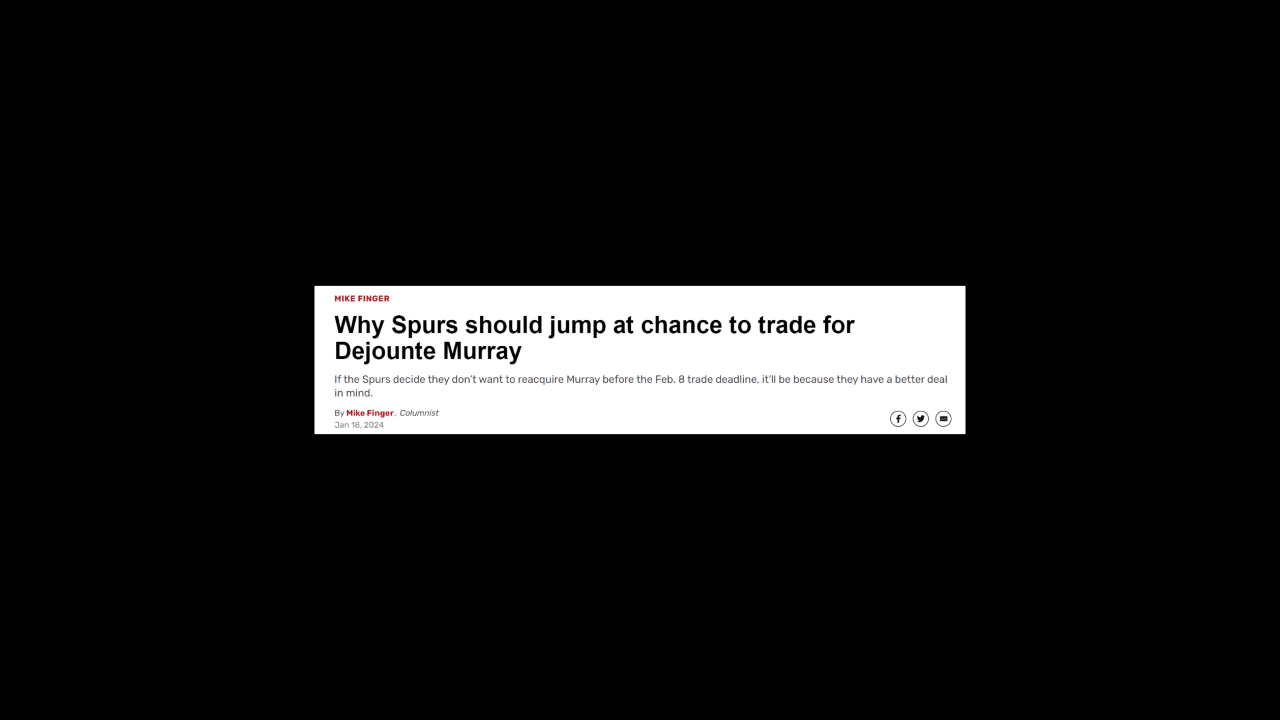 MIKE FINGER
Why Spurs should jump at chance to trade for
Dejounte Murray
If the Spurs decide they don't want to reacquire Murray before the Feb. 8 trade deadline, it'll be because they have a better deal
in mind.
By Mike Finger, Columnist
Jan 18, 2024